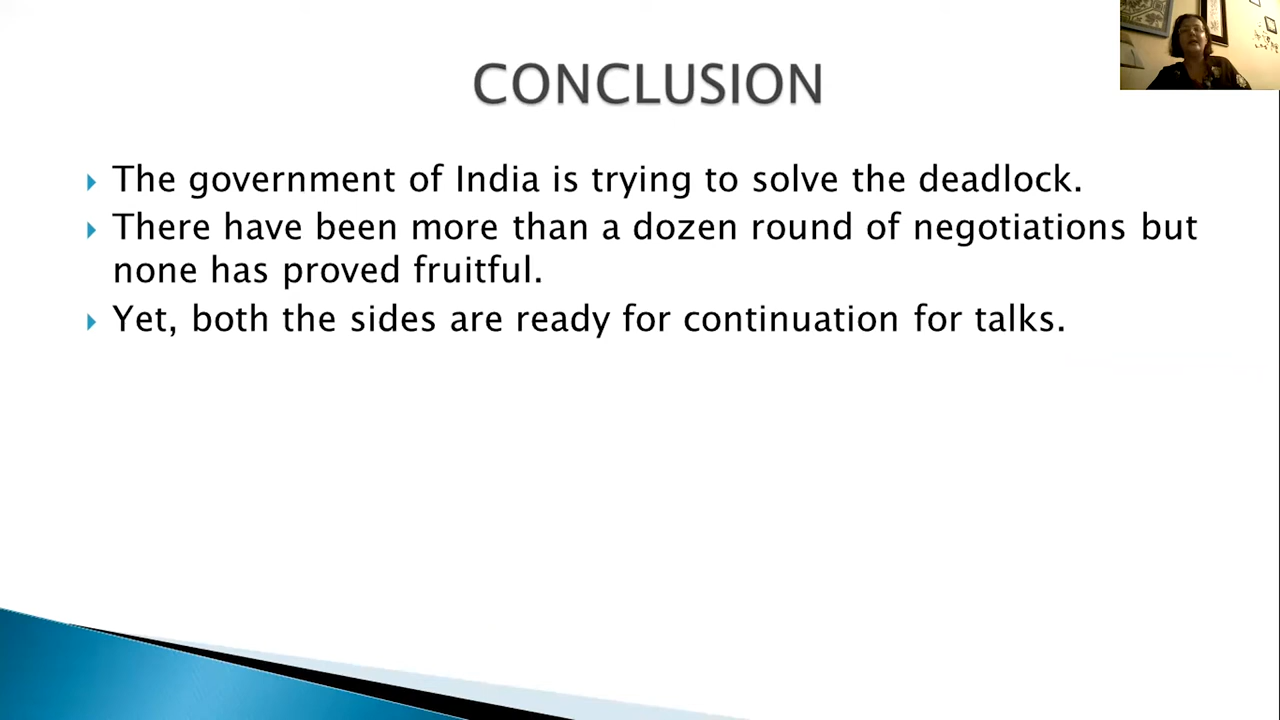 CONCLUSION
The government of India is trying to solve the deadlock.
There have been more than a dozen round of negotiations but
none has proved fruitful.
Yet, both the sides are ready for continuation for talks.